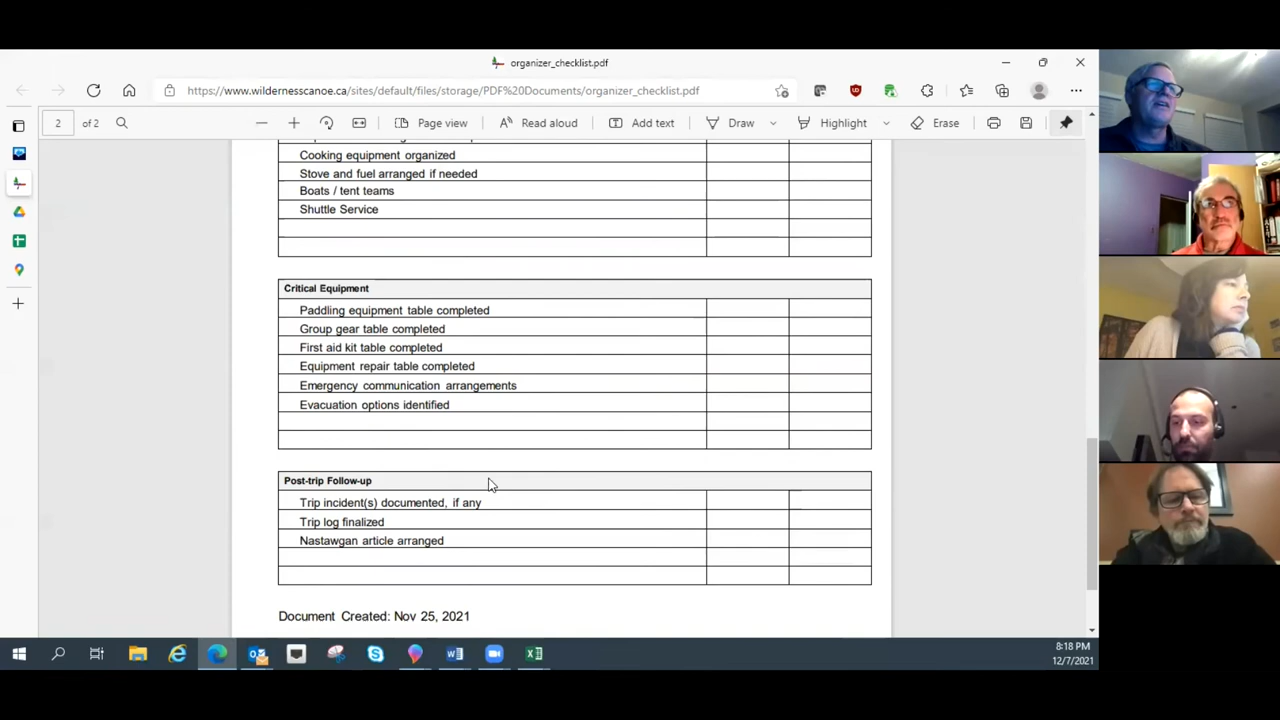 organizer_checklist.pdf
https://www.wildernesscanoe.ca/sites/default/files/storage/PDF%20Documents/organizer_checklist.pdf
2 of 2 Page view Read aloud Add text Draw Highlight Erase
Cooking equipment organized
Stove and fuel arranged if needed
Boats / tent teams
Shuttle Service
Critical Equipment
Paddling equipment table completed
Group gear table completed
First aid kit table completed
Equipment repair table completed
Emergency communication arrangements
Evacuation options identified
Post-trip Follow-up
Trip incident(s) documented, if any
Trip log finalized
Nastawgan article arranged
Document Created: Nov 25, 2021
8:18 PM
12/7/2021